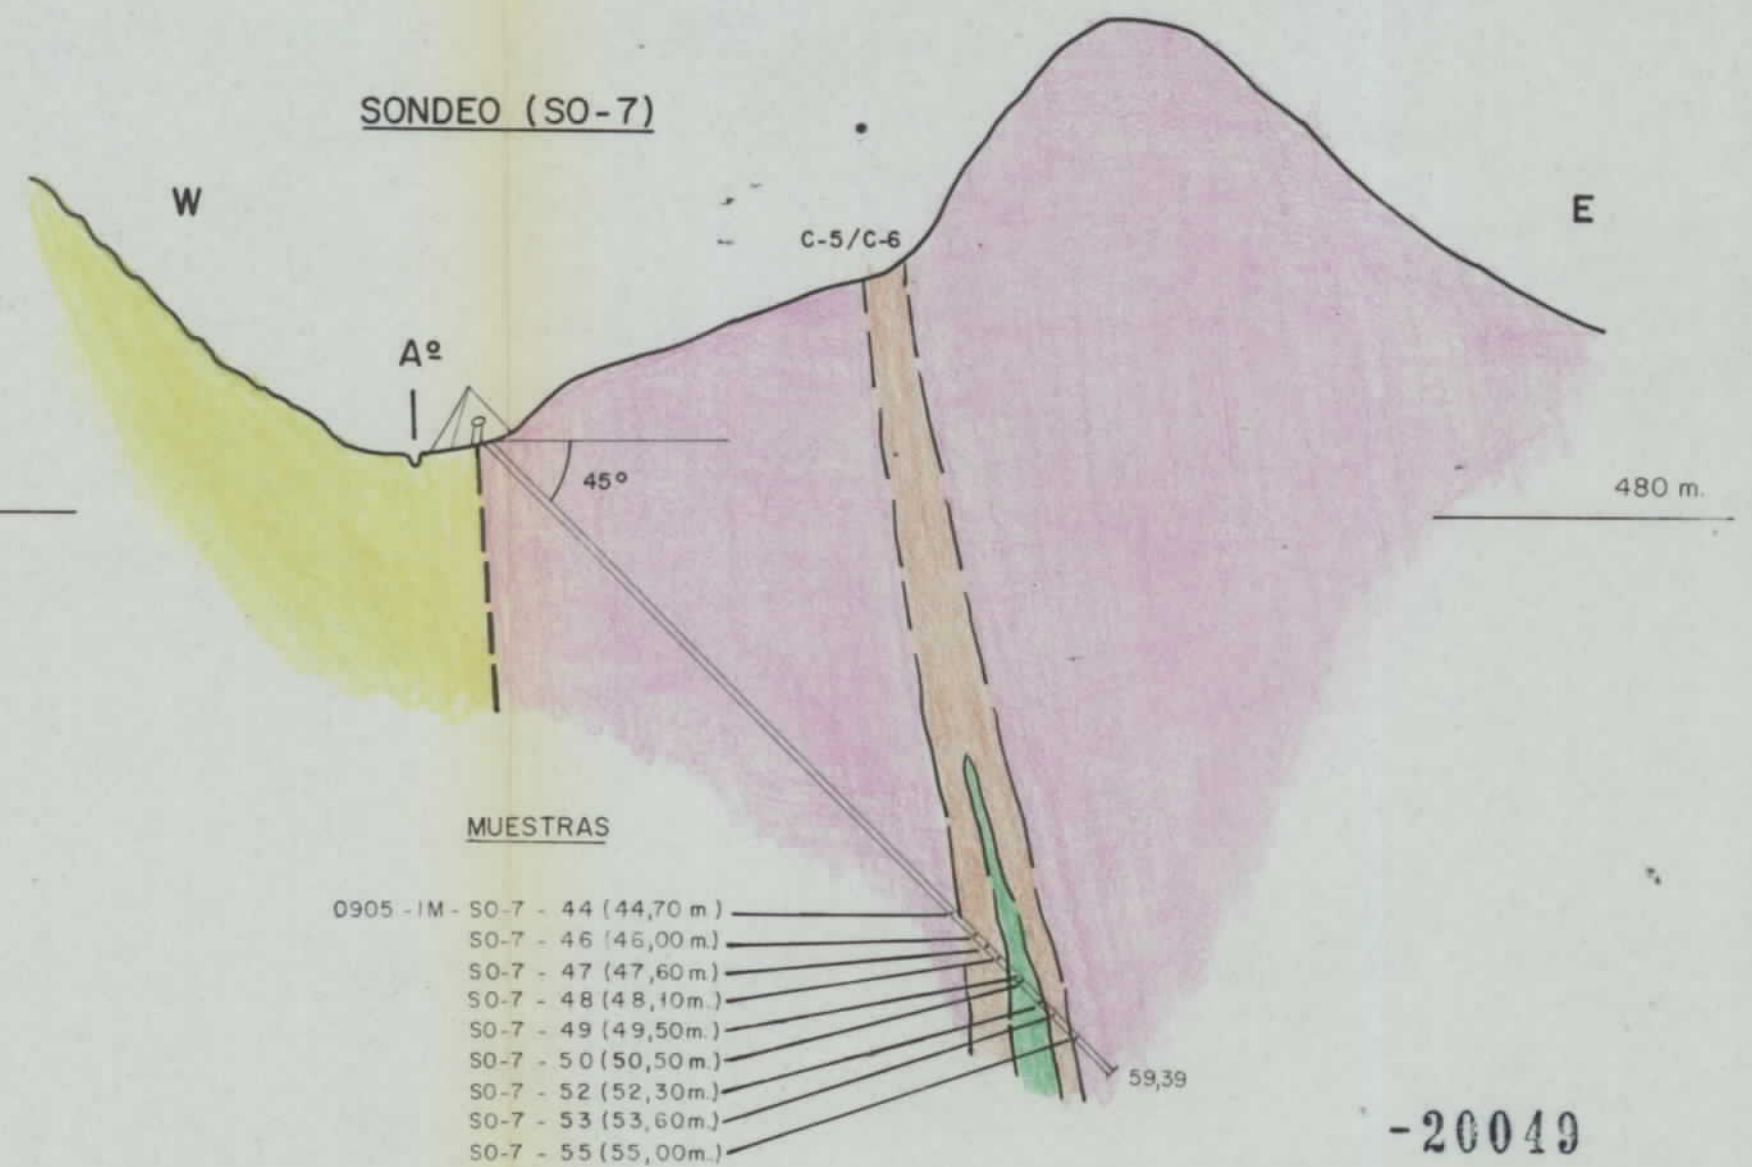 SONDEO (SO-7)
W
E
C-5/C-6
Aº
45º
480 m.
MUESTRAS
0905 -IM- SO-7 - 44 (44,70 m.)
SO-7 - 46 (46,00 m.)
SO-7 - 47 (47,60 m.)
SO-7 - 48 (48,10 m.)
SO-7 - 49 (49,50 m.)
SO-7 - 50 (50,50 m.)
SO-7 - 52 (52,30 m.)
SO-7 - 53 (53,60 m.)
SO-7 - 55 (55,00 m.)
59,39
-20049